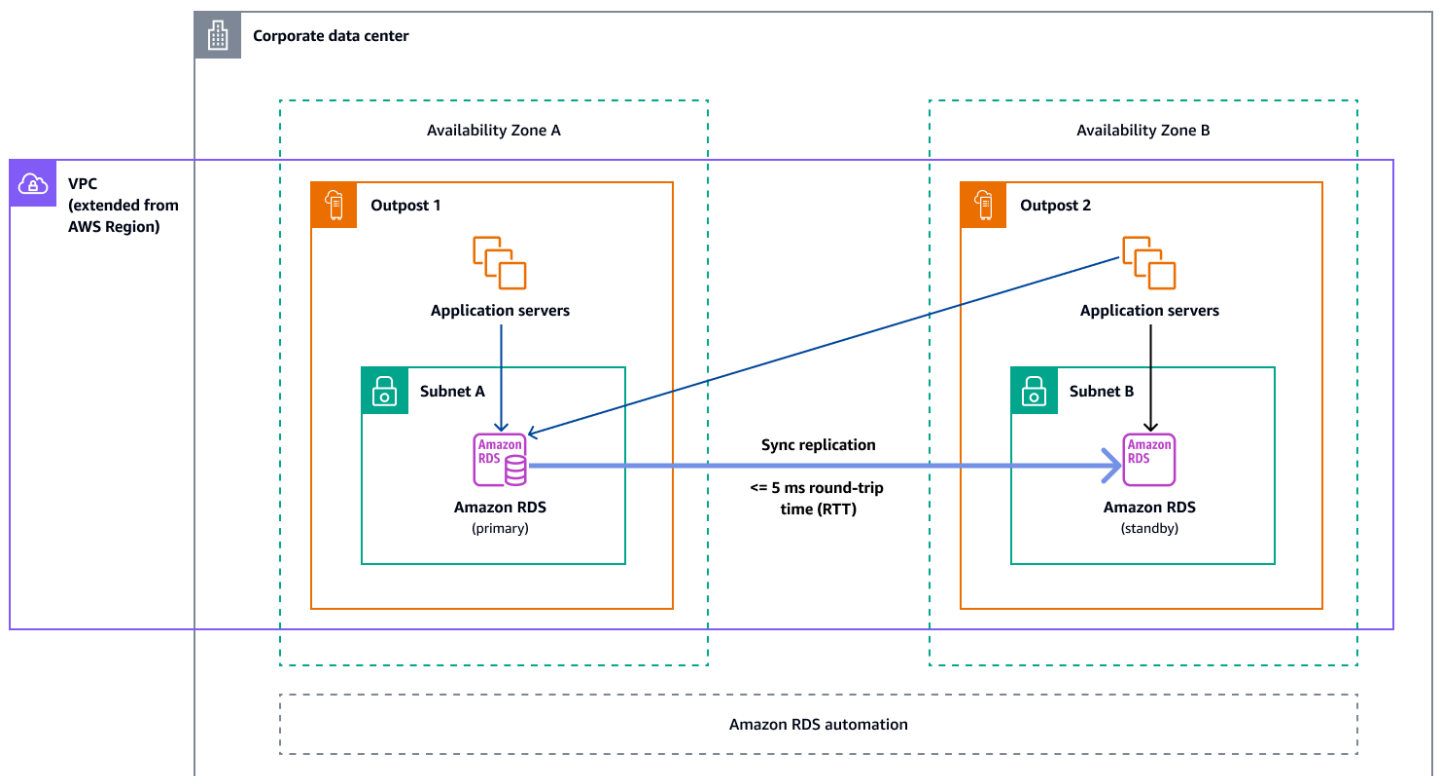 Corporate data center
Availability Zone A
Availability Zone B
VPC
(extended from
AWS Region)
Outpost 1
Outpost 2
Application servers
Application servers
Subnet A
Subnet B
Amazon
RDS
Amazon RDS
(primary)
Sync replication
<= 5 ms round-trip
time (RTT)
Amazon
RDS
Amazon RDS
(standby)
Amazon RDS automation